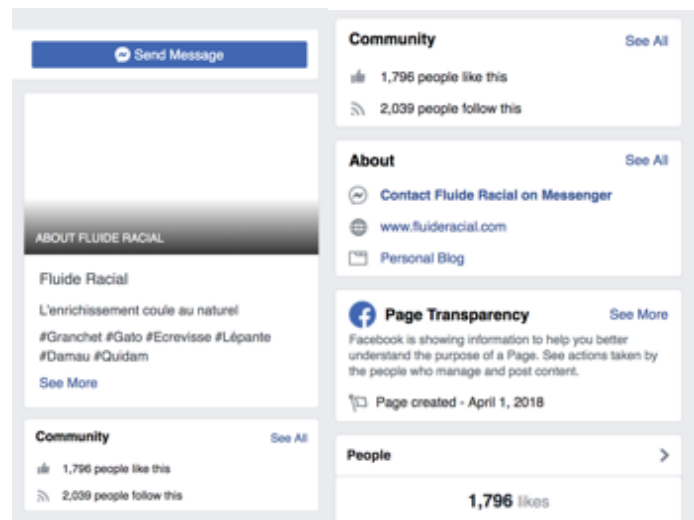 Send Message
ABOUT FLUIDE RACIAL
Fluide Racial
L'enrichissement coule au naturel
#Granchet #Gato #Ecrevisse #Lépante
#Damau #Quidam
See More
Community See All
1,796 people like this
2,039 people follow this
Community See All
1,796 people like this
2,039 people follow this
About See All
Contact Fluide Racial on Messenger
www.fluideracial.com
Personal Blog
Page Transparency See More
Facebook is showing information to help you better
understand the purpose of a Page. See actions taken by
the people who manage and post content.
Page created - April 1, 2018
People
1,796 likes